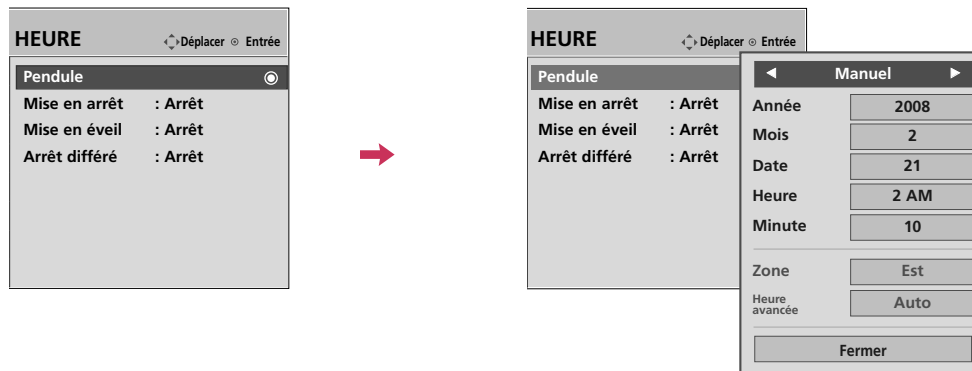 HEURE Déplacer Entrée
Pendule
Mise en arrêt : Arrêt
Mise en éveil : Arrêt
Arrêt différé : Arrêt
HEURE Déplacer Entrée
Pendule
Mise en arrêt : Arrêt
Mise en éveil : Arrêt
Arrêt différé : Arrêt
Manuel
Année 2008
Mois 2
Date 21
Heure 2 AM
Minute 10
Zone Est
Heure
avancée Auto
Fermer